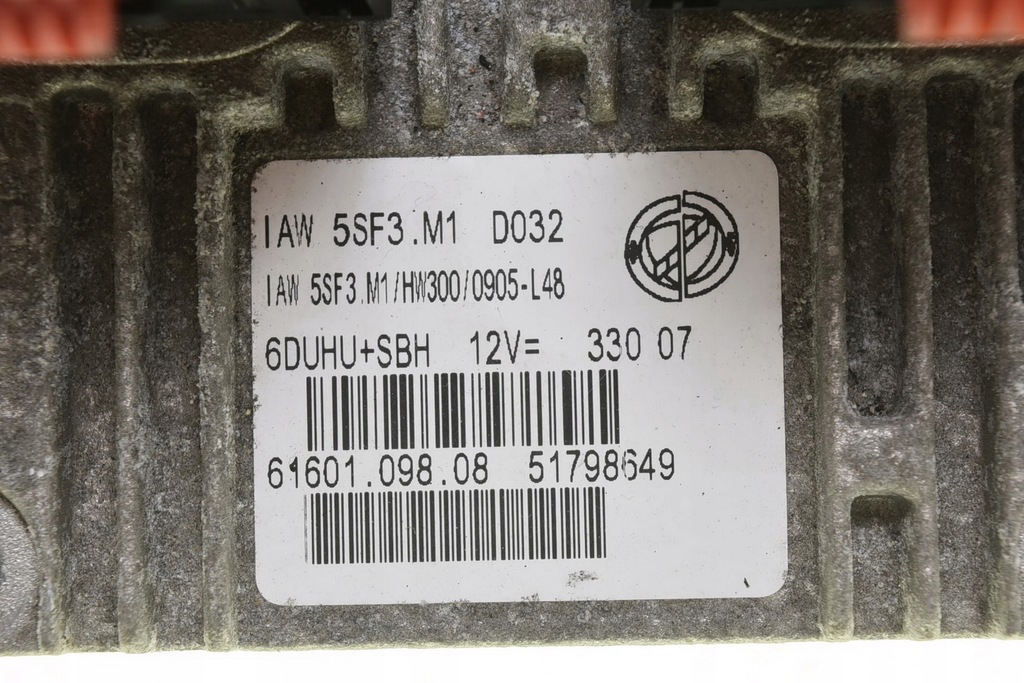 IAW 5SF3.M1 D032
IAW 5SF3.M1/HW300/0905-L48
6DUHU+SBH 12V= 330 07
61601.098.08 51798649